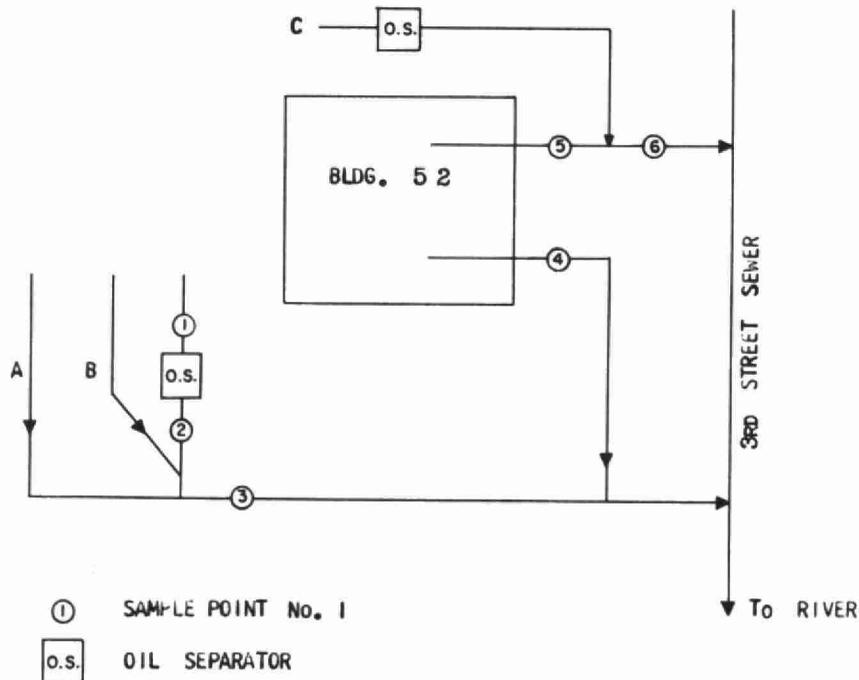 C
O.S.
5
6
BLDG. 52
4
1
A
B
O.S.
2
3RD STREET SEWER
3
1 SAMPLE POINT No. 1
To RIVER
O.S. OIL SEPARATOR